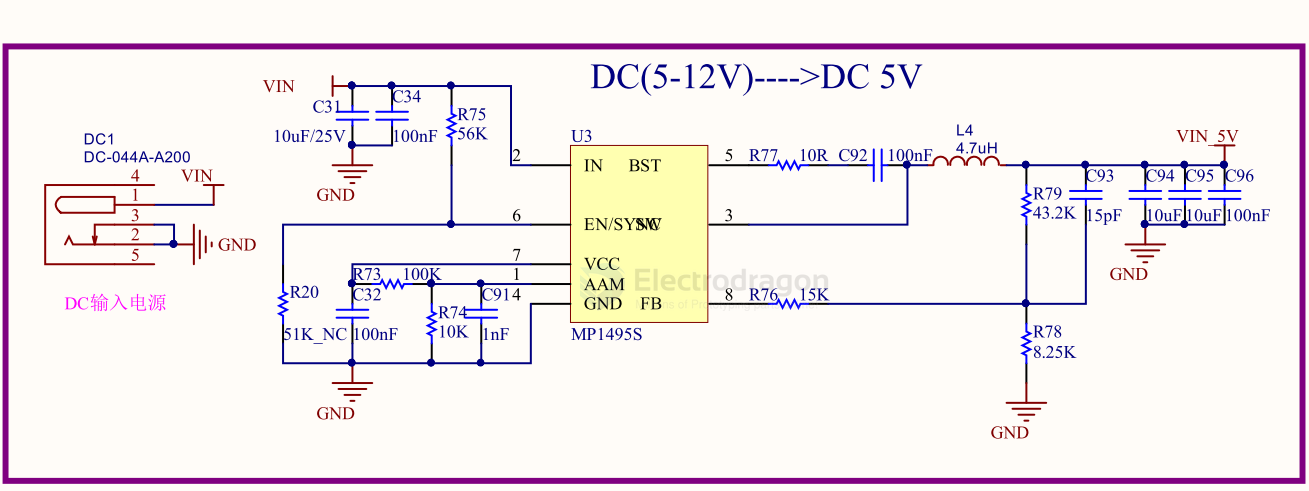 DC(5-12V)---->DC 5V
VIN
C31
10uF/25V
C34
100nF
R75
56K
GND
DC1
DC-044A-A200
4
VIN
1
3
2
GND
5
DC输入电源
U3
2
IN
BST
5
R77
10R
C92
100nF
L4
4.7uH
VIN_5V
6
EN/SYNC
3
7
VCC
1
AAM
4
GND
FB
8
R76
15K
MP1495S
Electrodragon
R20
51K_NC
R73
100K
C32
100nF
R74
10K
C91
1nF
GND
R79
43.2K
C93
15pF
C94
10uF
C95
10uF
C96
100nF
GND
R78
8.25K
GND